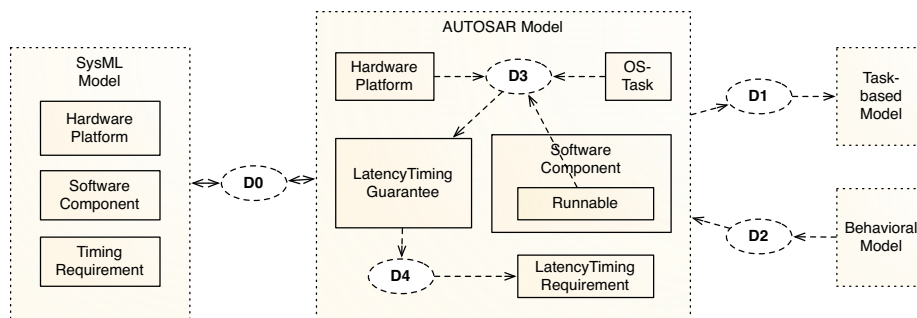 SysML
Model
Hardware
Platform
Software
Component
Timing
Requirement
D0
AUTOSAR Model
Hardware
Platform
D3
OS-
Task
LatencyTiming
Guarantee
Software
Component
Runnable
D4
LatencyTiming
Requirement
D1
Task-
based
Model
D2
Behavioral
Model